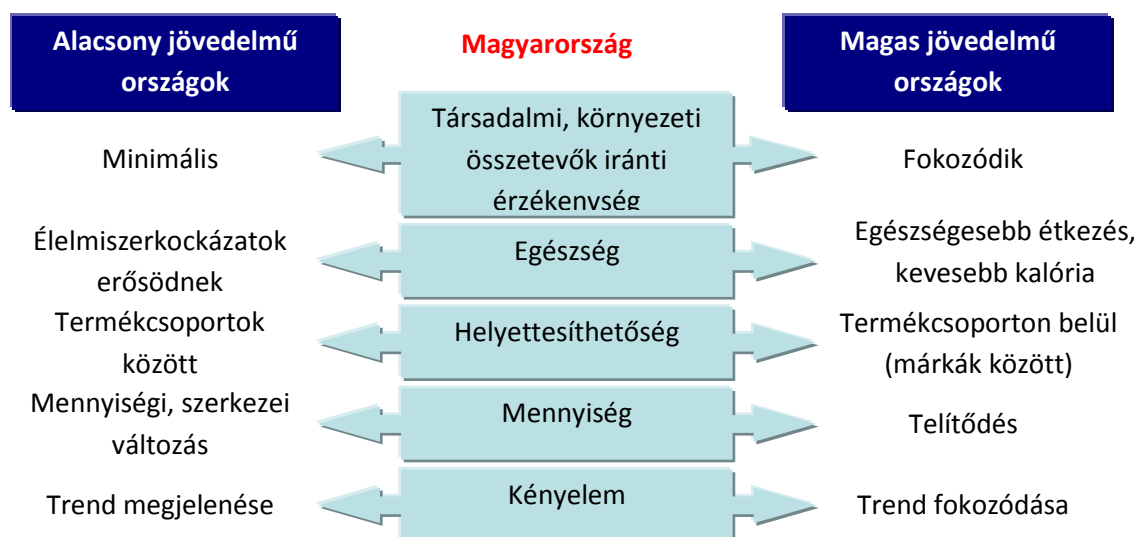 Alacsony jövedelmű
országok
Magyarország
Magas jövedelmű
országok
Minimális
Társadalmi, környezeti
összetevők iránti
érzékenység
Fokozódik
Élelmiszerkockázatok
erősödnek
Egészség
Egészségesebb étkezés,
kevesebb kalória
Termékcsoportok
között
Helyettesíthetőség
Termékcsoporton belül
(márkák között)
Mennyiségi, szerkezei
változás
Mennyiség
Telítődés
Trend megjelenése
Kényelem
Trend fokozódása